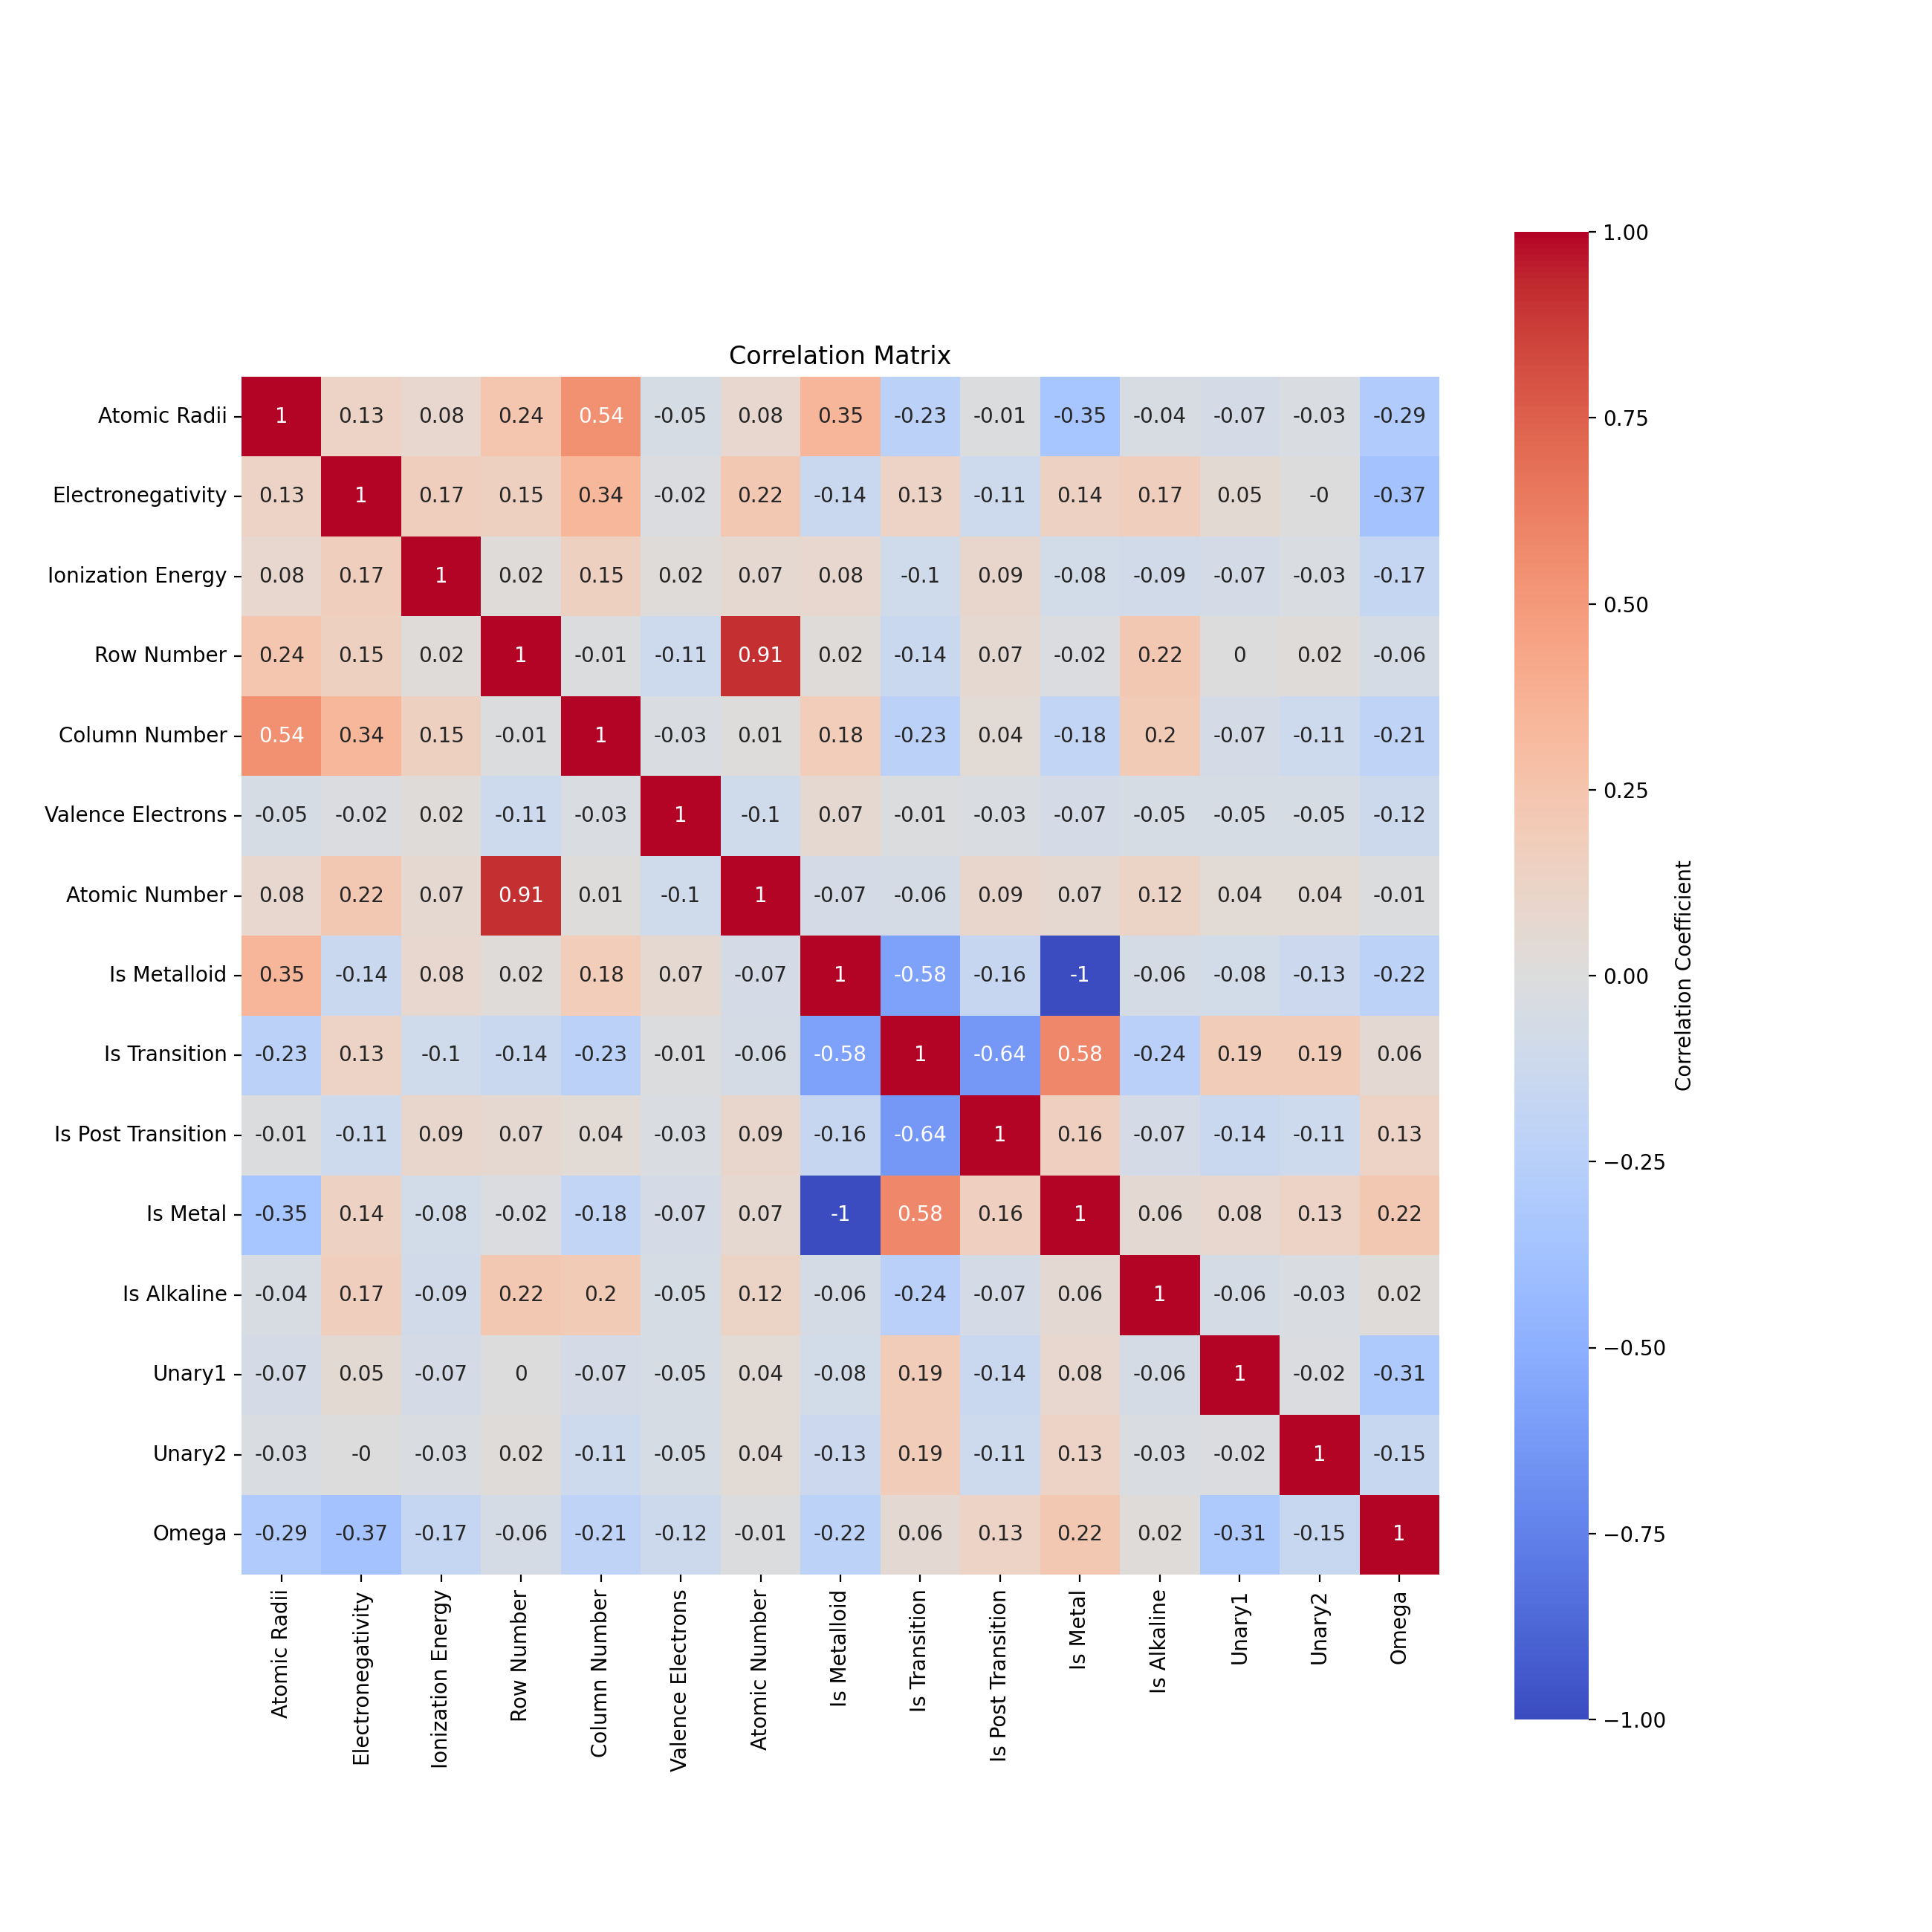 Correlation Matrix
Atomic Radii 1 0.13 0.08 0.24 0.54 -0.05 0.08 0.35 -0.23 -0.01 -0.35 -0.04 -0.07 -0.03 -0.29
Electronegativity 0.13 1 0.17 0.15 0.34 -0.02 0.22 -0.14 0.13 -0.11 0.14 0.17 0.05 -0 -0.37
Ionization Energy 0.08 0.17 1 0.02 0.15 0.02 0.07 0.08 -0.1 0.09 -0.08 -0.09 -0.07 -0.03 -0.17
Row Number 0.24 0.15 0.02 1 -0.01 -0.11 0.91 0.02 -0.14 0.07 -0.02 0.22 0 0.02 -0.06
Column Number 0.54 0.34 0.15 -0.01 1 -0.03 0.01 0.18 -0.23 0.04 -0.18 0.2 -0.07 -0.11 -0.21
Valence Electrons -0.05 -0.02 0.02 -0.11 -0.03 1 -0.1 0.07 -0.01 -0.03 -0.07 -0.05 -0.05 -0.05 -0.12
Atomic Number 0.08 0.22 0.07 0.91 0.01 -0.1 1 -0.07 -0.06 0.09 0.07 0.12 0.04 0.04 -0.01
Is Metalloid 0.35 -0.14 0.08 0.02 0.18 0.07 -0.07 1 -0.58 -0.16 -1 -0.06 -0.08 -0.13 -0.22
Is Transition -0.23 0.13 -0.1 -0.14 -0.23 -0.01 -0.06 -0.58 1 -0.64 0.58 -0.24 0.19 0.19 0.06
Is Post Transition -0.01 -0.11 0.09 0.07 0.04 -0.03 0.09 -0.16 -0.64 1 0.16 -0.07 -0.14 -0.11 0.13
Is Metal -0.35 0.14 -0.08 -0.02 -0.18 -0.07 0.07 -1 0.58 0.16 1 0.06 0.08 0.13 0.22
Is Alkaline -0.04 0.17 -0.09 0.22 0.2 -0.05 0.12 -0.06 -0.24 -0.07 0.06 1 -0.06 -0.03 0.02
Unary1 -0.07 0.05 -0.07 0 -0.07 -0.05 0.04 -0.08 0.19 -0.14 0.08 -0.06 1 -0.02 -0.31
Unary2 -0.03 -0 -0.03 0.02 -0.11 -0.05 0.04 -0.13 0.19 -0.11 0.13 -0.03 -0.02 1 -0.15
Omega -0.29 -0.37 -0.17 -0.06 -0.21 -0.12 -0.01 -0.22 0.06 0.13 0.22 0.02 -0.31 -0.15 1
Atomic Radii
Electronegativity
Ionization Energy
Row Number
Column Number
Valence Electrons
Atomic Number
Is Metalloid
Is Transition
Is Post Transition
Is Metal
Is Alkaline
Unary1
Unary2
Omega
1.00
0.75
0.50
0.25
0.00
−0.25
−0.50
−0.75
−1.00
Correlation Coefficient